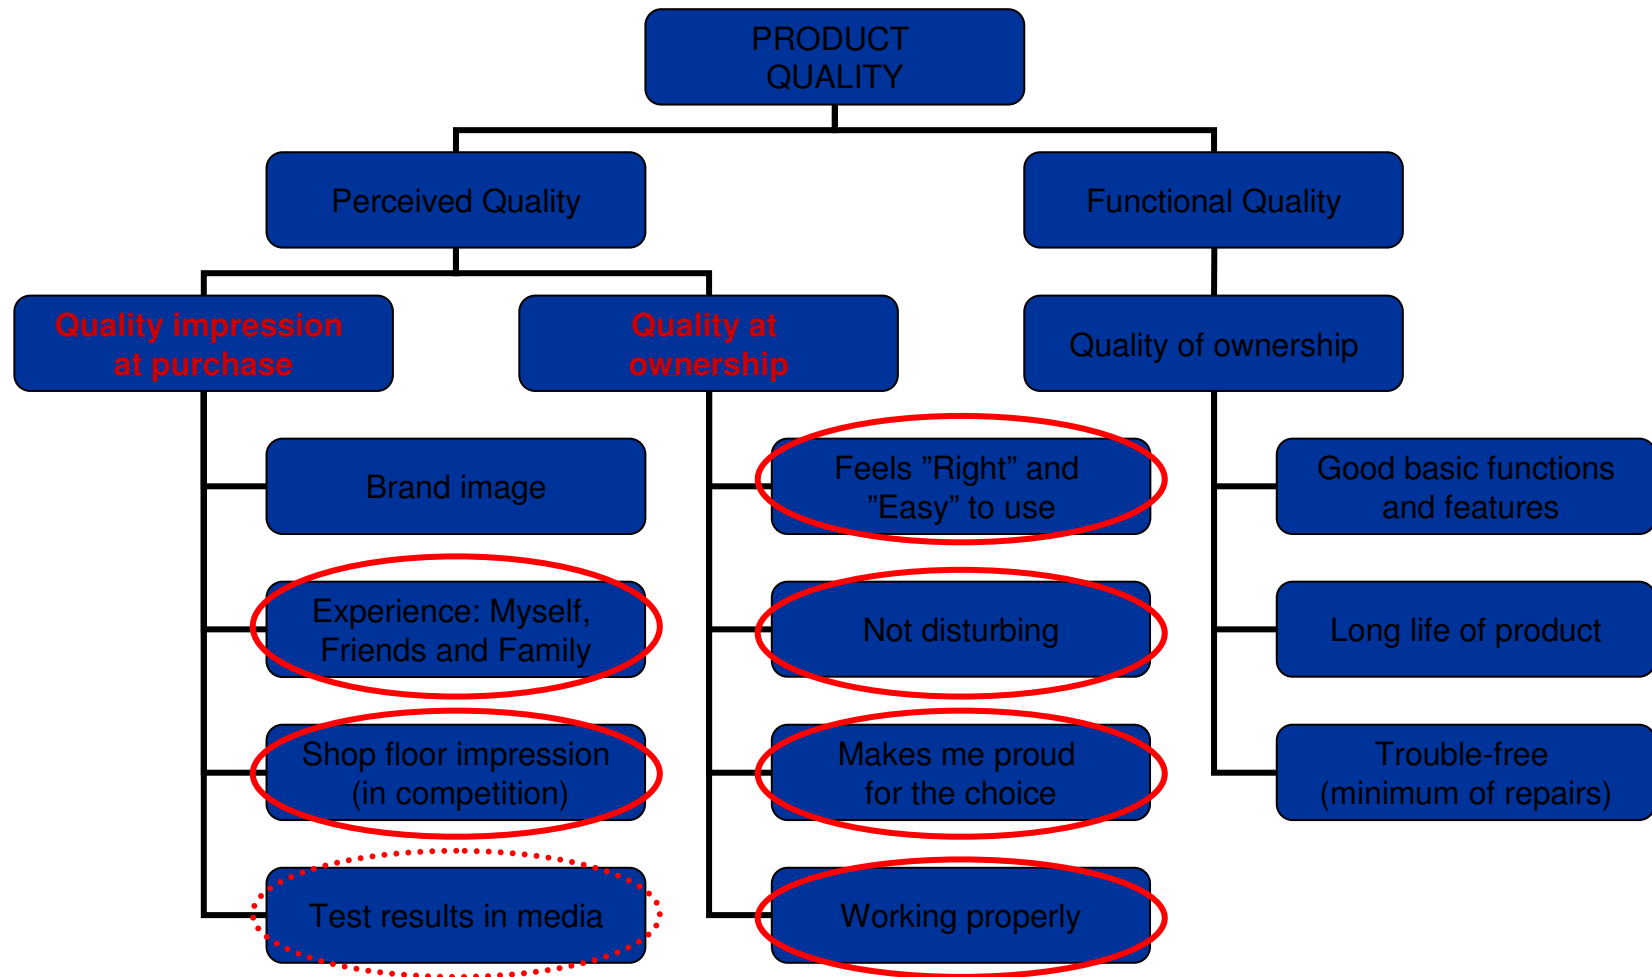 PRODUCT
QUALITY
Perceived Quality
Functional Quality
Quality impression
at purchase
Quality at
ownership
Quality of ownership
Brand image
Feels ”Right” and
”Easy” to use
Good basic functions
and features
Experience: Myself,
Friends and Family
Not disturbing
Long life of product
Shop floor impression
(in competition)
Makes me proud
for the choice
Trouble-free
(minimum of repairs)
Test results in media
Working properly